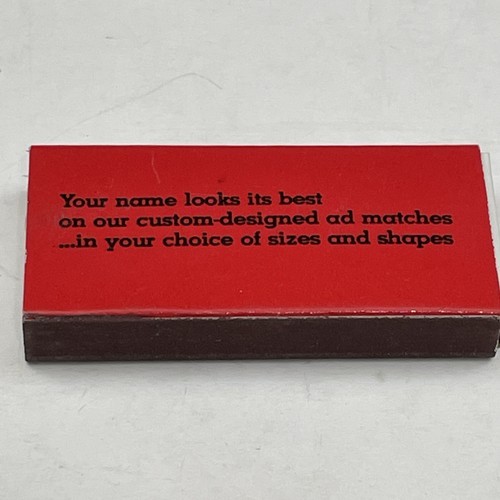 Your name looks its best
on our custom-designed ad matches
...in your choice of sizes and shapes